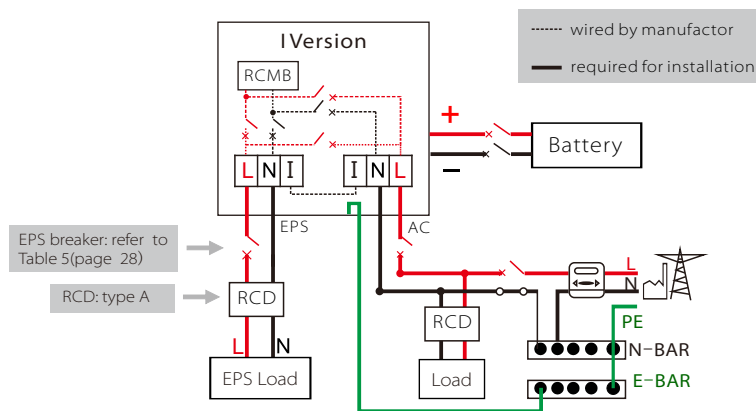 I Version
wired by manufactor
required for installation
RCMB
+
−
Battery
L N I
I N L
EPS
AC
EPS breaker: refer to
Table 5(page 28)
RCD: type A
RCD
L N
EPS Load
RCD
Load
L
N
PE
N-BAR
E-BAR